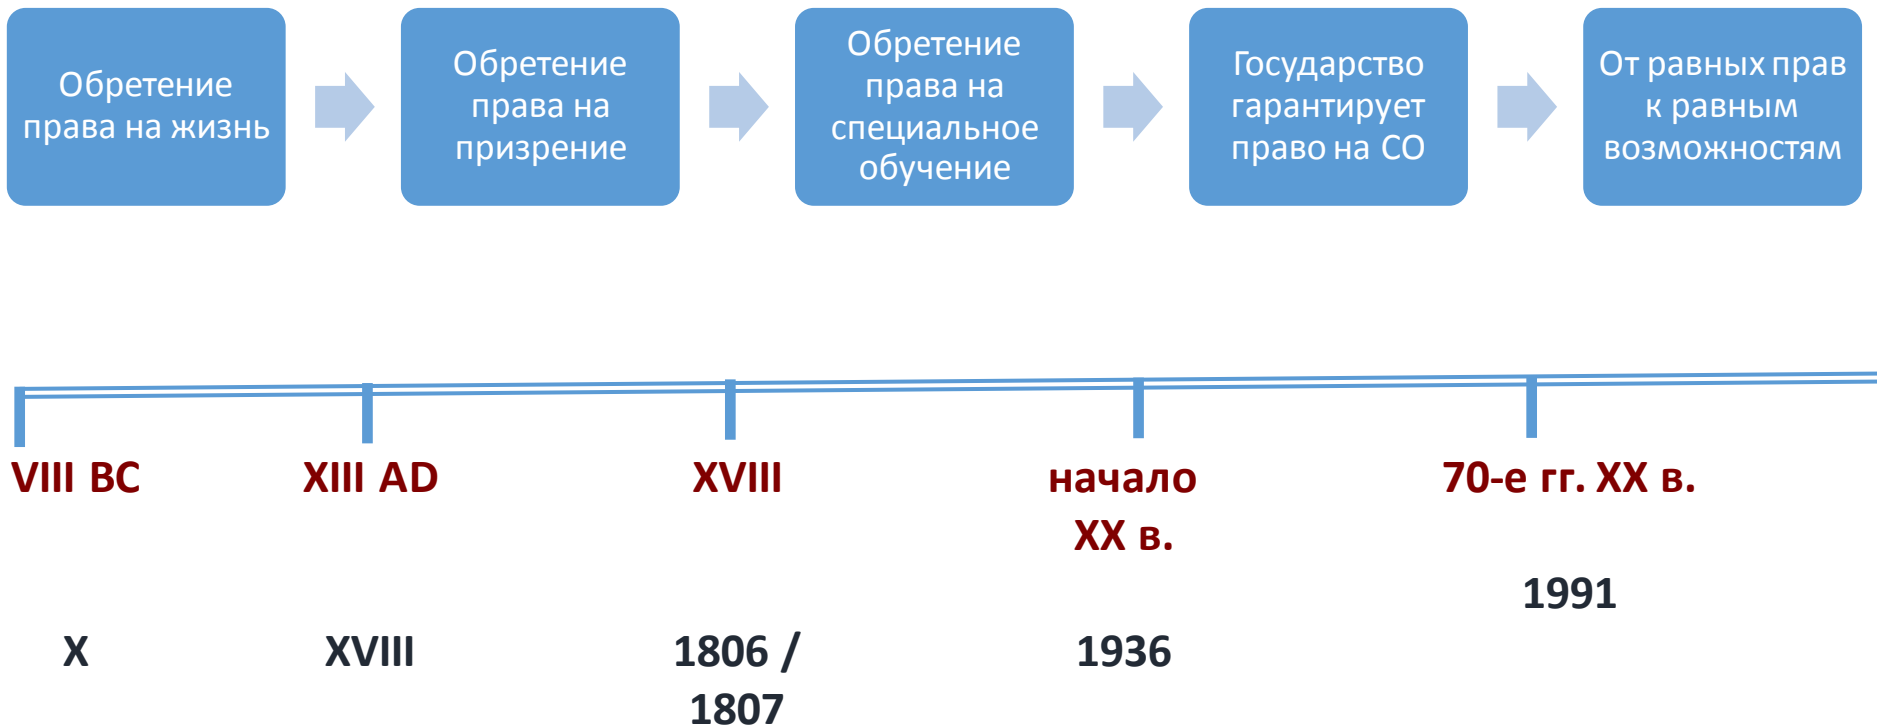 Обретение
права на жизнь
Обретение
права на
призрение
Обретение
права на
специальное
обучение
Государство
гарантирует
право на СО
От равных прав
к равным
возможностям
VIII BC
XIII AD
XVIII
начало
XX в.
70-е гг. XX в.
1991
X
XVIII
1806 /
1807
1936